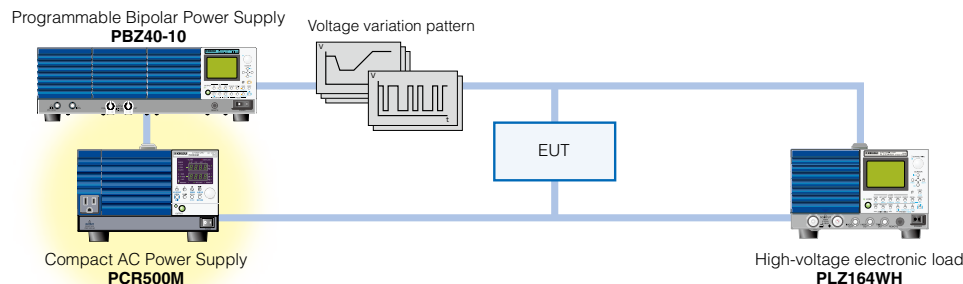 Programmable Bipolar Power Supply
PBZ40-10
Voltage variation pattern
V
V
t
EUT
Compact AC Power Supply
PCR500M
High-voltage electronic load
PLZ164WH